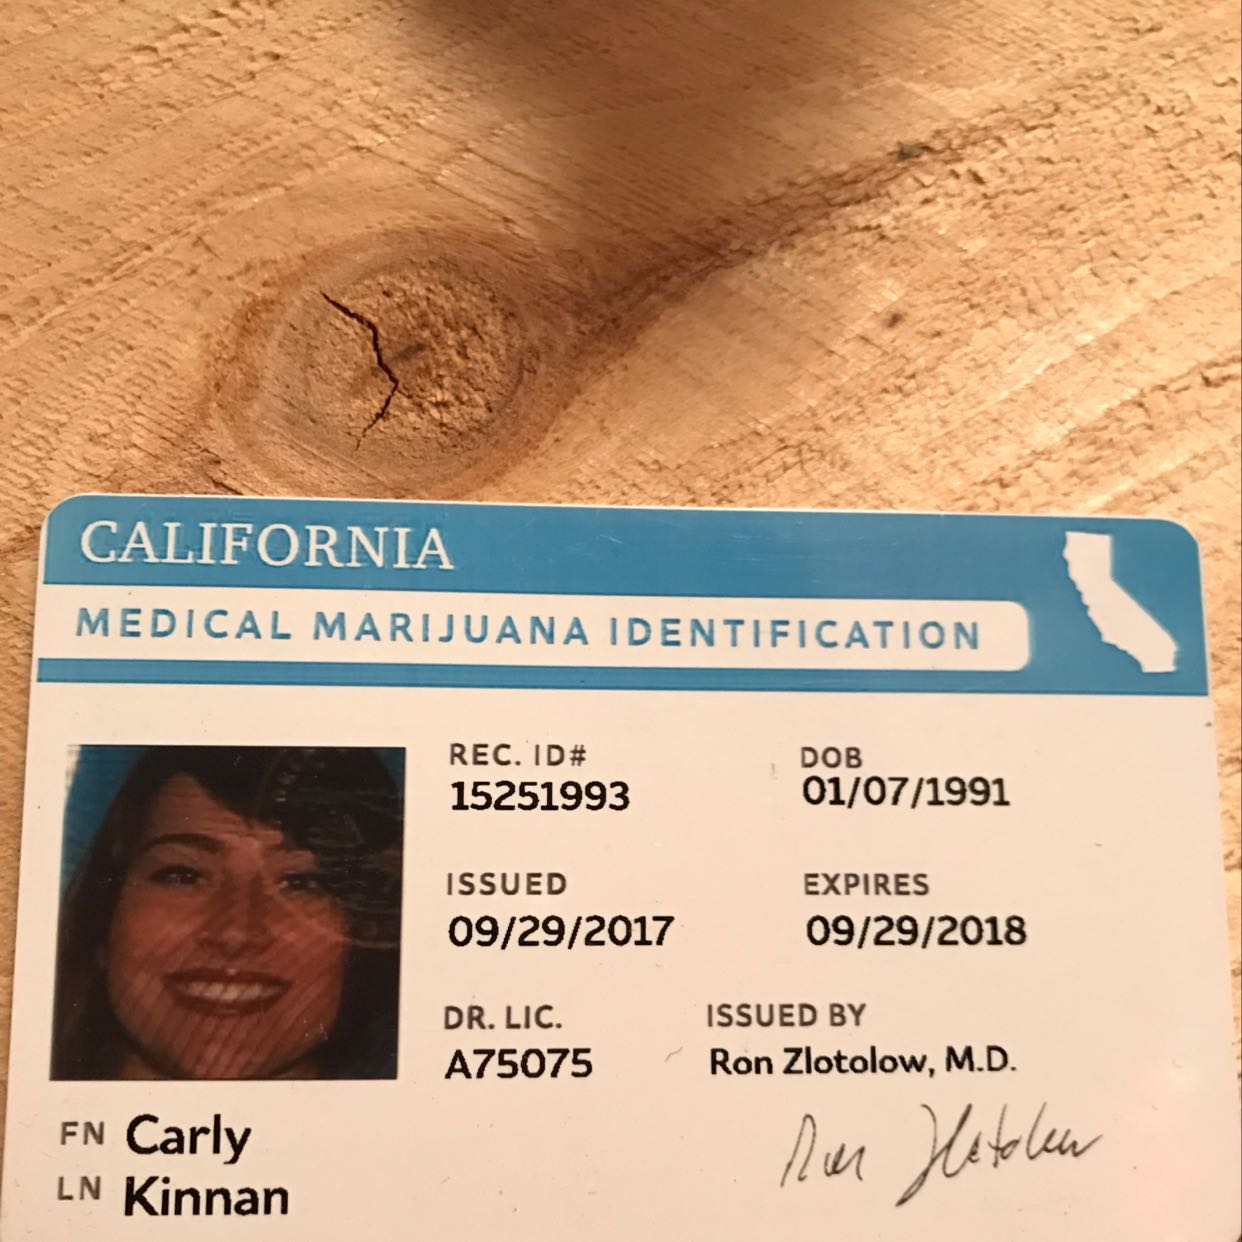 CALIFORNIA
MEDICAL MARIJUANA IDENTIFICATION
REC. ID# DOB
15251993 01/07/1991
ISSUED EXPIRES
09/29/2017 09/29/2018
DR. LIC. ISSUED BY
A75075 Ron Zlotolow, M.D.
Ron Zlotolow
FN Carly
LN Kinnan